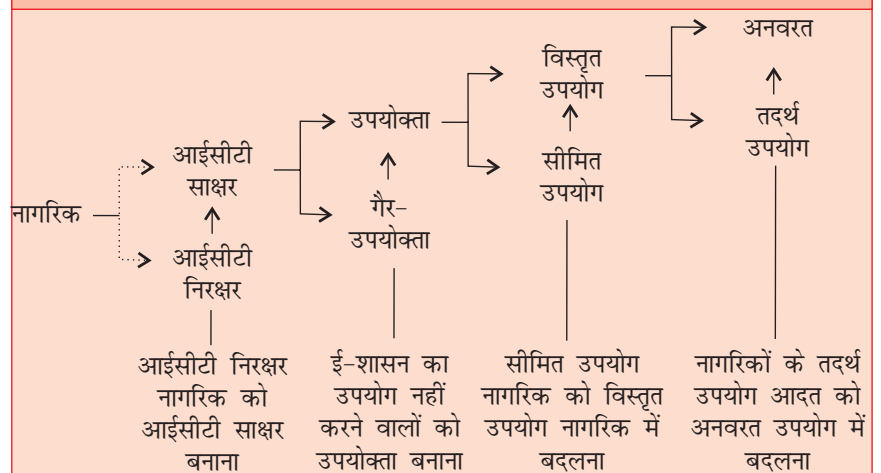 अनवरत
विस्तृत
उपयोग
तदर्थ
उपयोग
उपयोक्ता
आईसीटी
साक्षर
सीमित
उपयोग
नागरिक
गैर-
उपयोक्ता
आईसीटी
निरक्षर
आईसीटी निरक्षर
नागरिक को
आईसीटी साक्षर
बनाना
ई-शासन का
उपयोग नहीं
करने वालों को
उपयोक्ता बनाना
सीमित उपयोग
नागरिक को विस्तृत
उपयोग नागरिक में
बदलना
नागरिकों के तदर्थ
उपयोग आदत को
अनवरत उपयोग में
बदलना